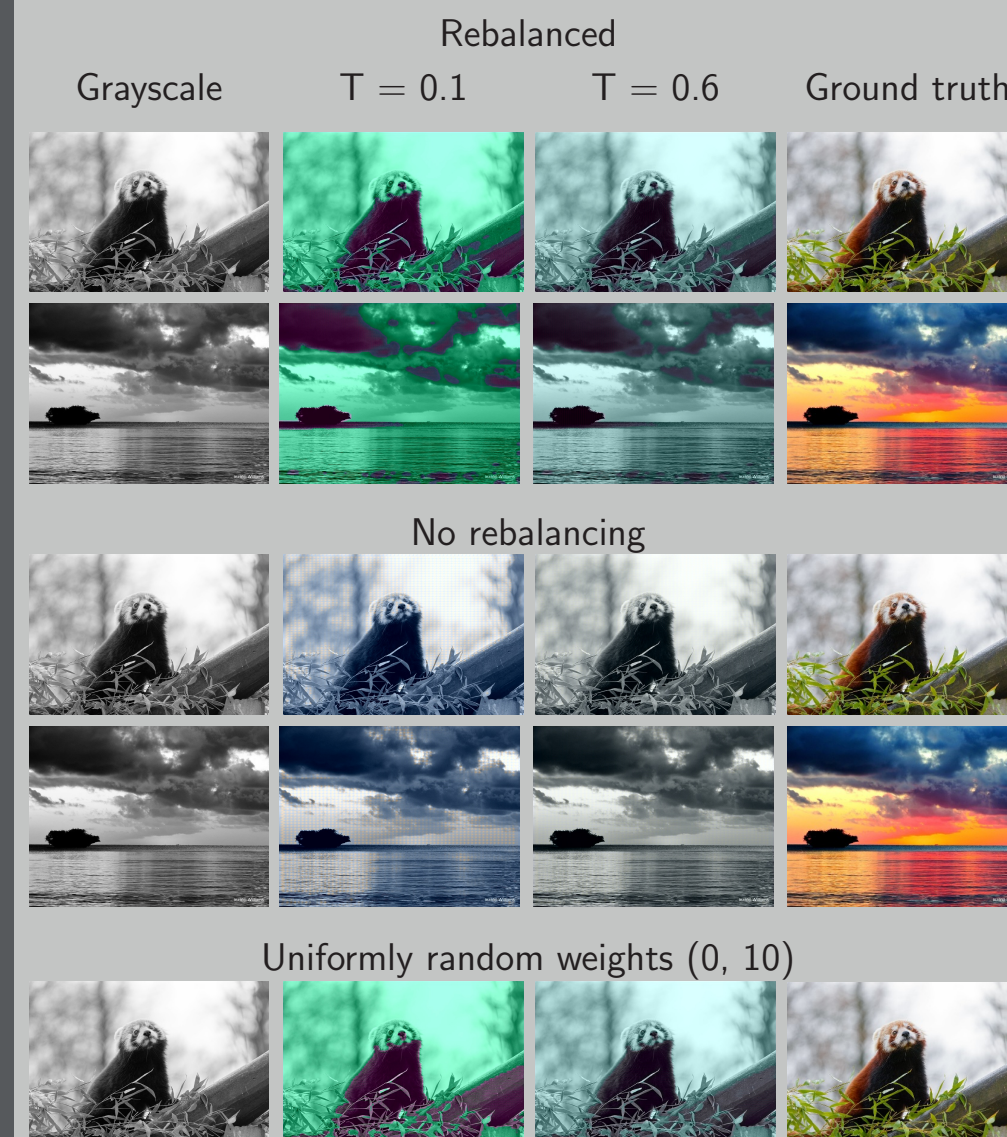 Rebalanced
Grayscale T = 0.1 T = 0.6 Ground truth
No rebalancing
Uniformly random weights (0, 10)